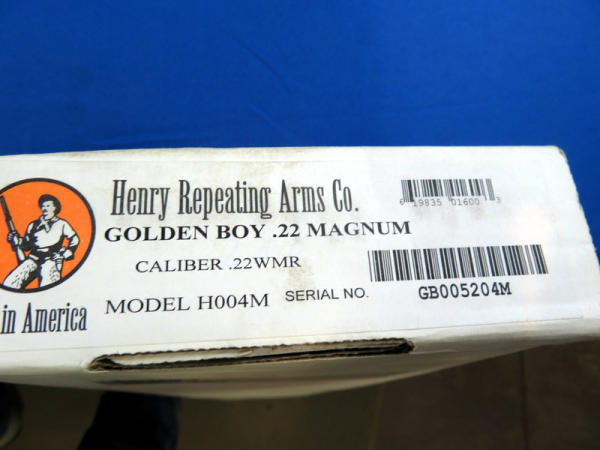 Henry Repeating Arms Co.
6 19835 01600 3
GOLDEN BOY .22 MAGNUM
CALIBER .22WMR
MODEL H004M SERIAL NO. GB005204M
in America